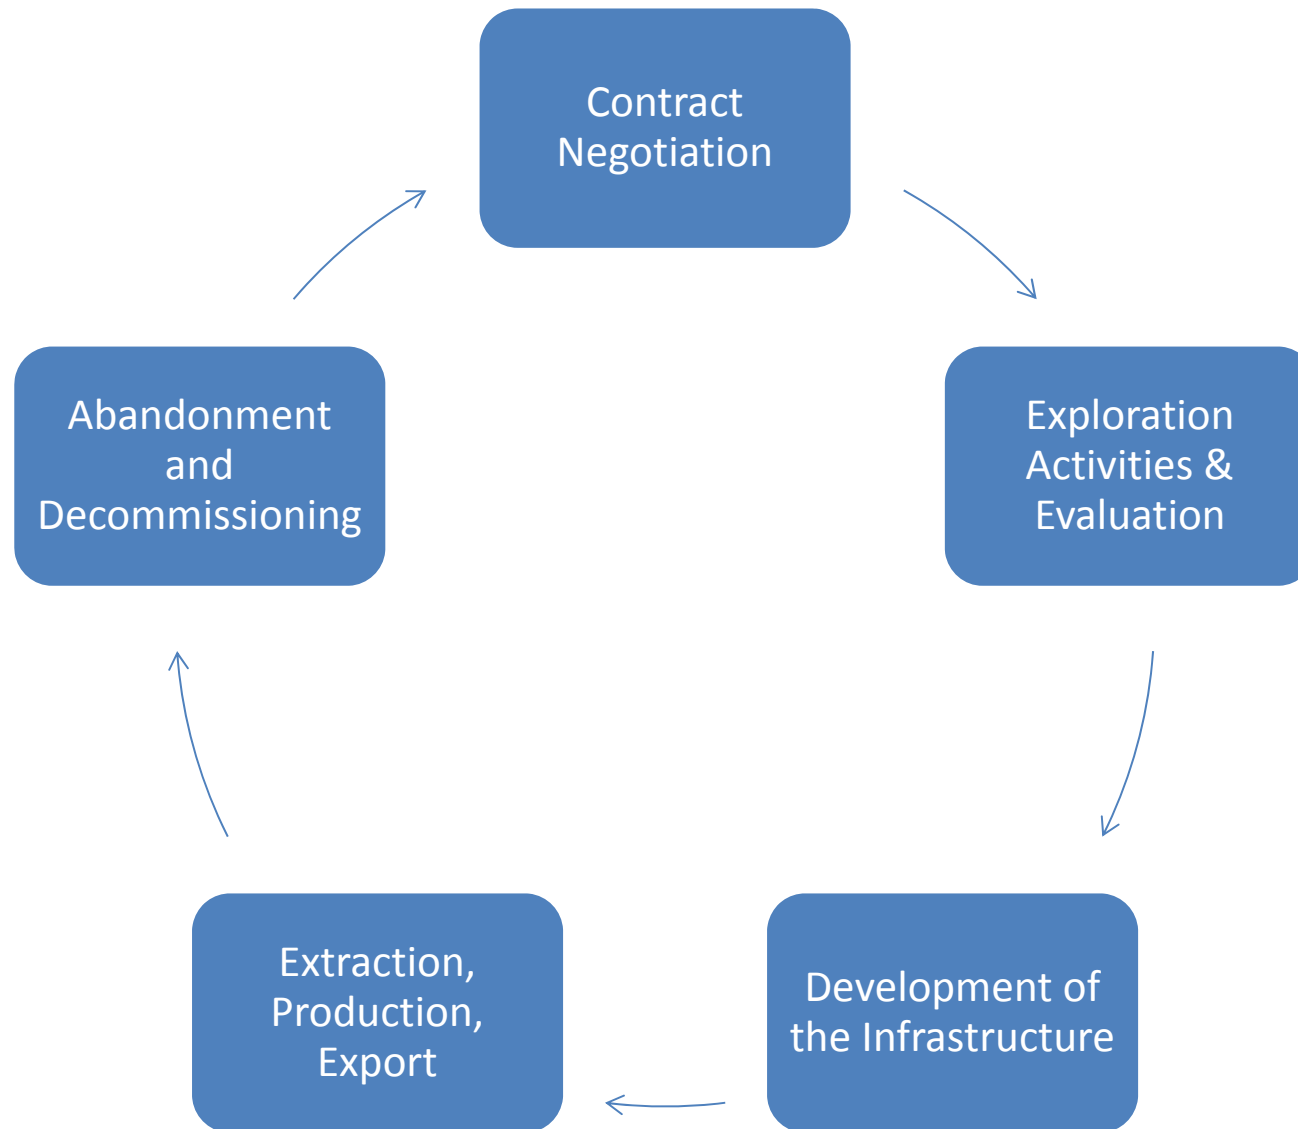 Contract
Negotiation
Exploration
Activities &
Evaluation
Development of
the Infrastructure
Extraction,
Production,
Export
Abandonment
and
Decommissioning